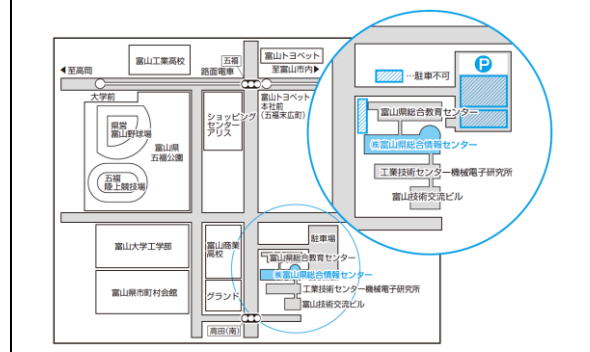 富山工業高校
五福
富山トヨペット
◀至高岡
路面電車
至富山市内▶
大学前
富山トヨペット
本社前
(五福末広町)
県営
富山野球場
ショッピング
センター
アリス
富山県
五福公園
五福
陸上競技場
P
…駐車不可
富山県総合教育センター
㈱富山県総合情報センター
工業技術センター機械電子研究所
富山技術交流ビル
富山大学工学部
富山商業
高校
駐車場
富山県総合教育センター
㈱富山県総合情報センター
工業技術センター機械電子研究所
富山県市町村会館
グランド
富山技術交流ビル
高田(南)